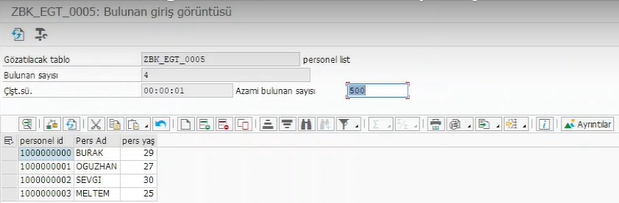 ZBK_EGT_0005: Bulunan giriş görüntüsü
Gözatılacak tablo ZBK_EGT_0005 personel list
Bulunan sayısı 4
Çlşt.sü. 00:00:01 Azami bulunan sayısı 500
Ayrıntılar
personel id Pers Ad pers yaş
1000000000 BURAK 29
1000000001 OGUZHAN 27
1000000002 SEVGI 30
1000000003 MELTEM 25